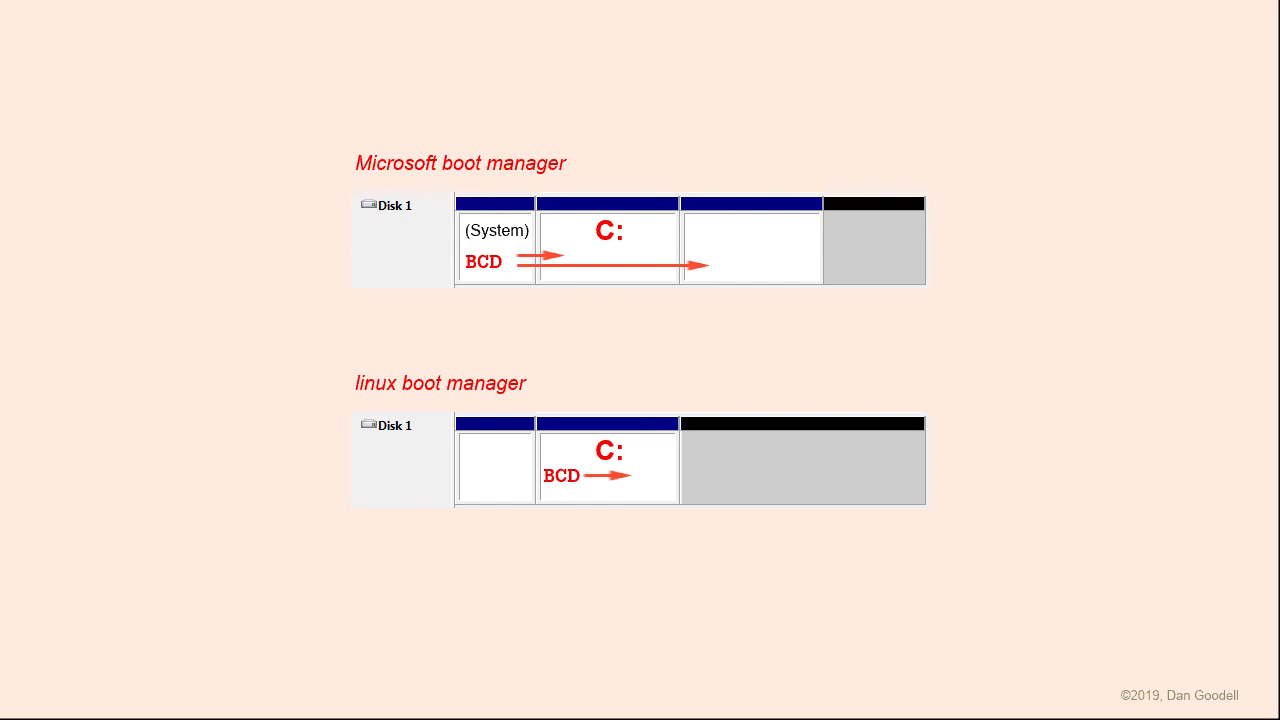 Microsoft boot manager
Disk 1
(System)
C:
BCD
linux boot manager
Disk 1
C:
BCD
©2019, Dan Goodell